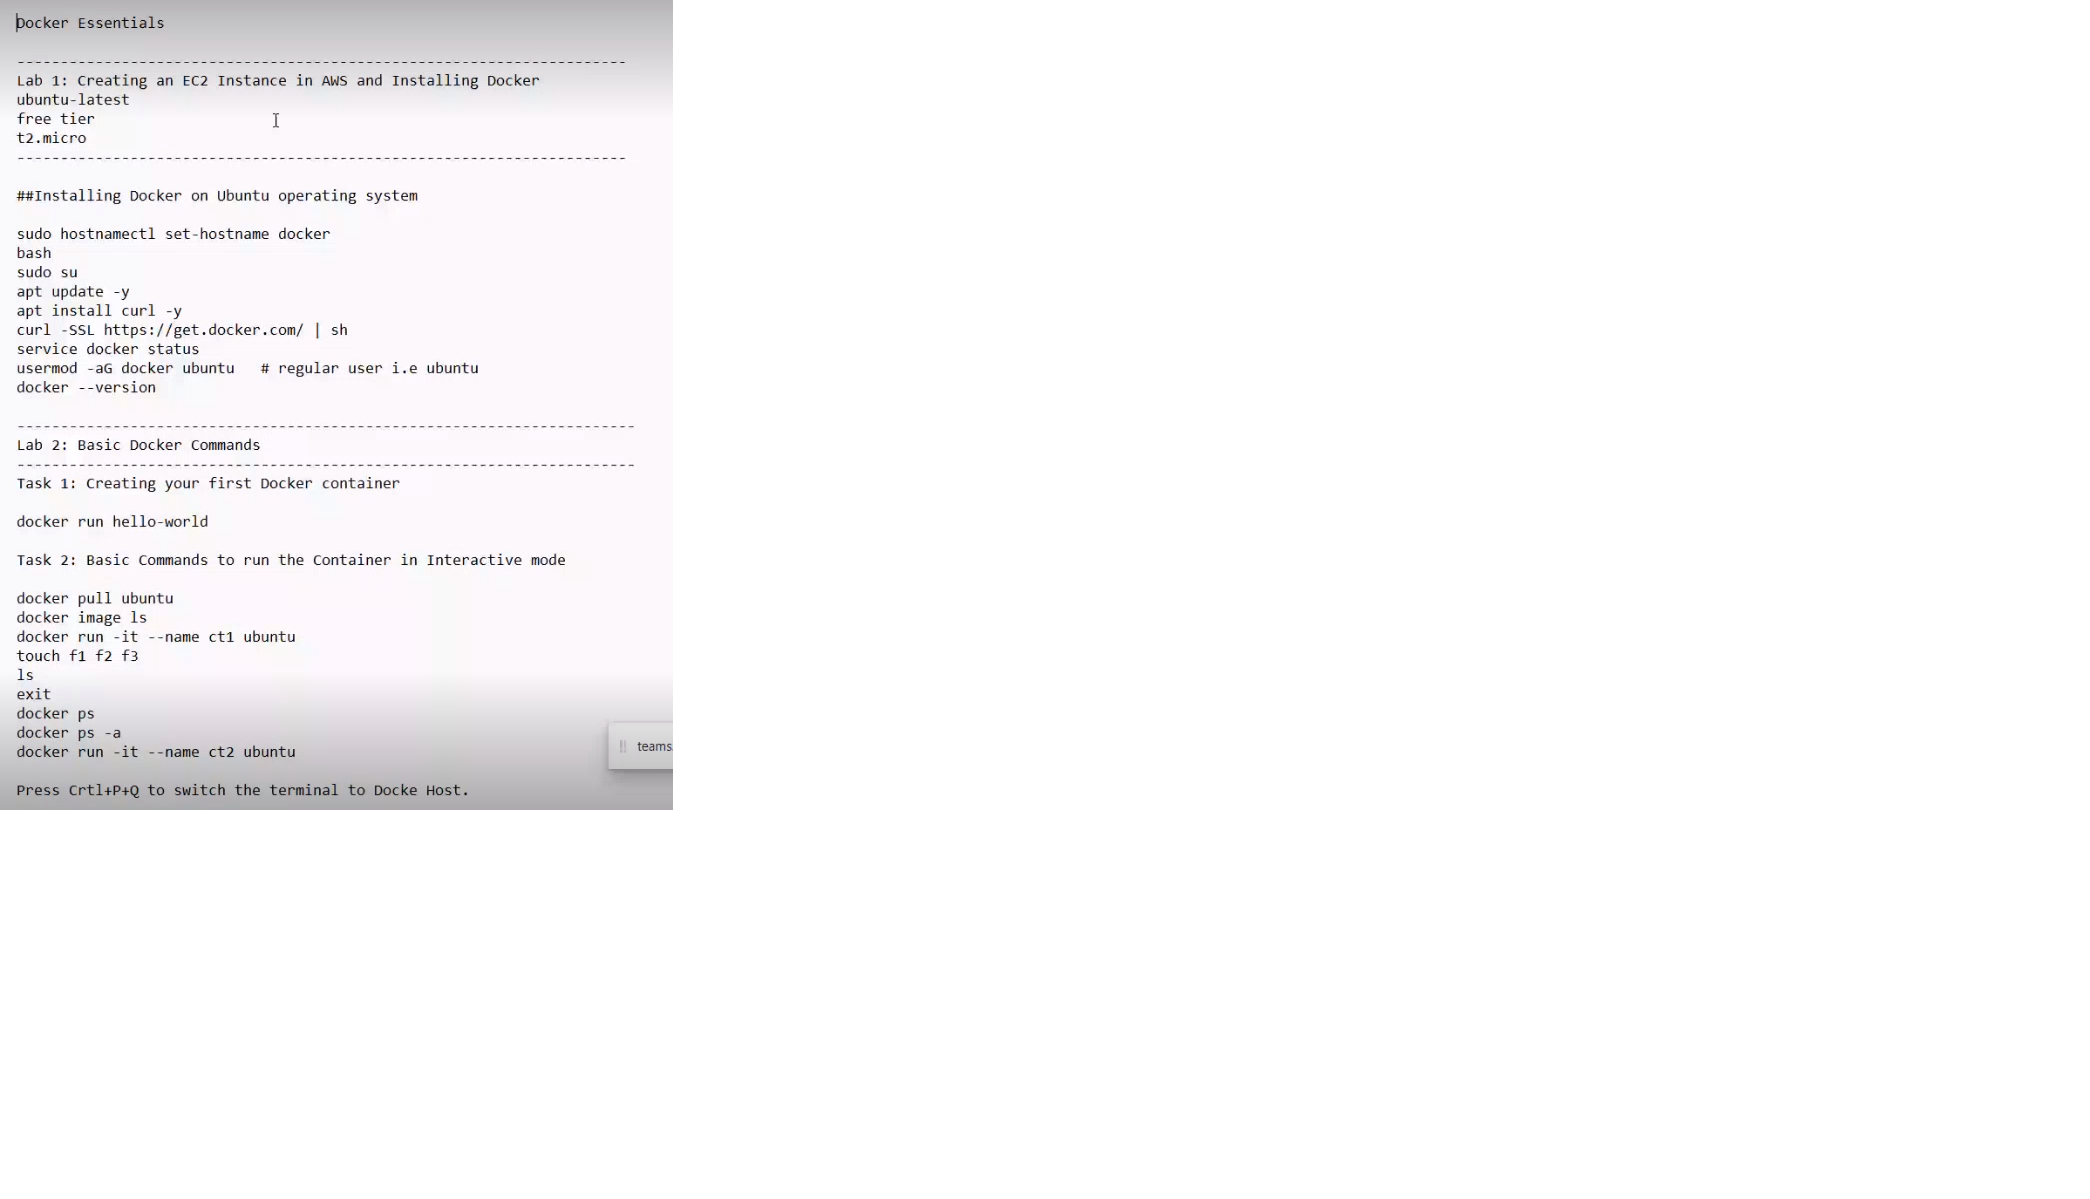 Docker Essentials
----------------------------------------------------------------------
Lab 1: Creating an EC2 Instance in AWS and Installing Docker
ubuntu-latest
free tier
t2.micro
----------------------------------------------------------------------
##Installing Docker on Ubuntu operating system
sudo hostnamectl set-hostname docker
bash
sudo su
apt update -y
apt install curl -y
curl -SSL https://get.docker.com/ | sh
service docker status
usermod -aG docker ubuntu   # regular user i.e ubuntu
docker --version
-----------------------------------------------------------------------
Lab 2: Basic Docker Commands
-----------------------------------------------------------------------
Task 1: Creating your first Docker container
docker run hello-world
Task 2: Basic Commands to run the Container in Interactive mode
docker pull ubuntu
docker image ls
docker run -it --name ct1 ubuntu
touch f1 f2 f3
ls
exit
docker ps
docker ps -a
docker run -it --name ct2 ubuntu
teams.
Press Crtl+P+Q to switch the terminal to Docke Host.